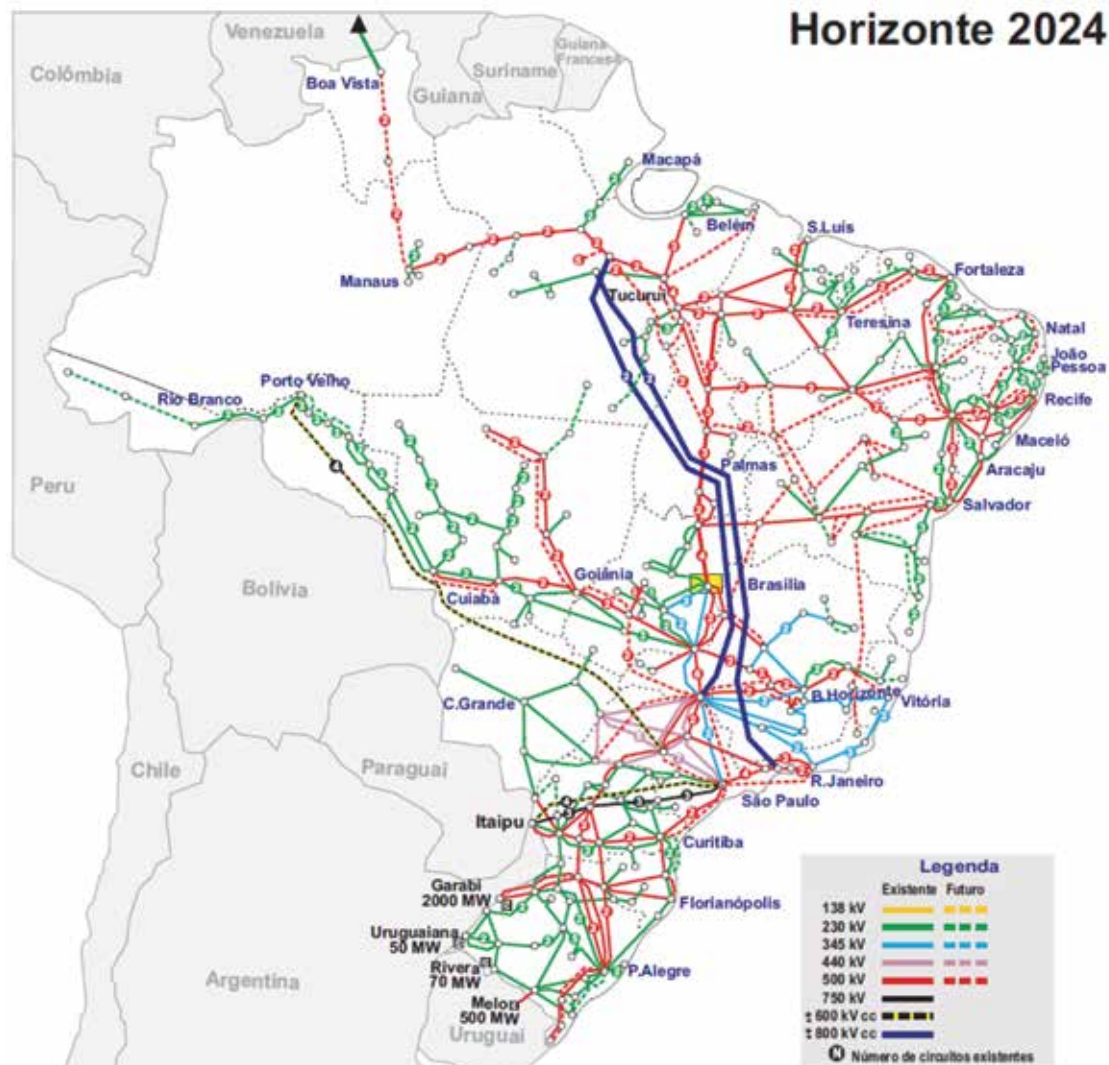 Horizonte 2024
Venezuela
Guiana
Francesa
Suriname
Colômbia
Boa Vista
Guiana
Macapá
Belém
S.Luis
Manaus
Fortaleza
Tucuruí
Teresina
Natal
João
Pessoa
Porto Velho
Rio Branco
Recife
Maceió
Palmas
Aracaju
Peru
Salvador
Goiânia
Bolívia
Cuiabá
Brasília
C.Grande
B.Horizonte
Vitória
Chile
Paraguai
R.Janeiro
São Paulo
Itaipu
Curitiba
Garabi
2000 MW
Florianópolis
Uruguaiana
50 MW
Rivera
70 MW
P.Alegre
Argentina
Melo
500 MW
Uruguai
Legenda
Existente Futuro
138 kV
230 kV
345 kV
440 kV
500 kV
750 kV
± 600 kV cc
± 800 kV cc
N Número de circuitos existentes